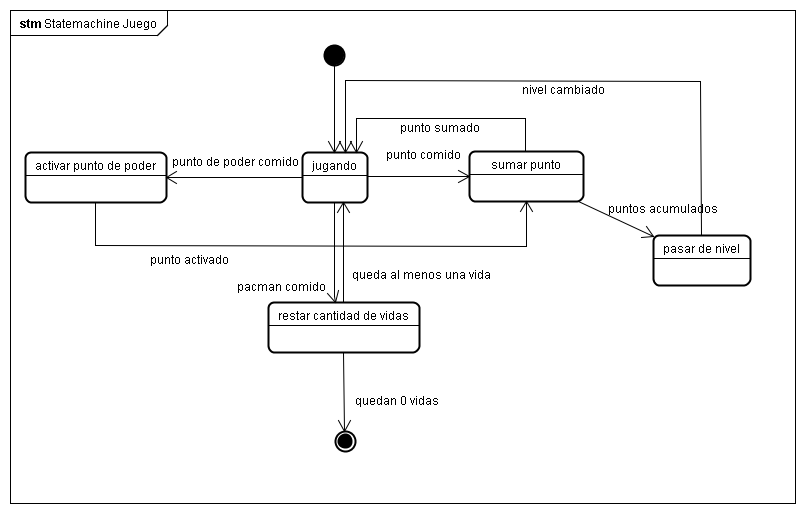 stm Statemachine Juego
nivel cambiado
punto sumado
activar punto de poder
punto de poder comido
jugando
punto comido
sumar punto
puntos acumulados
pasar de nivel
punto activado
queda al menos una vida
pacman comido
restar cantidad de vidas
quedan 0 vidas